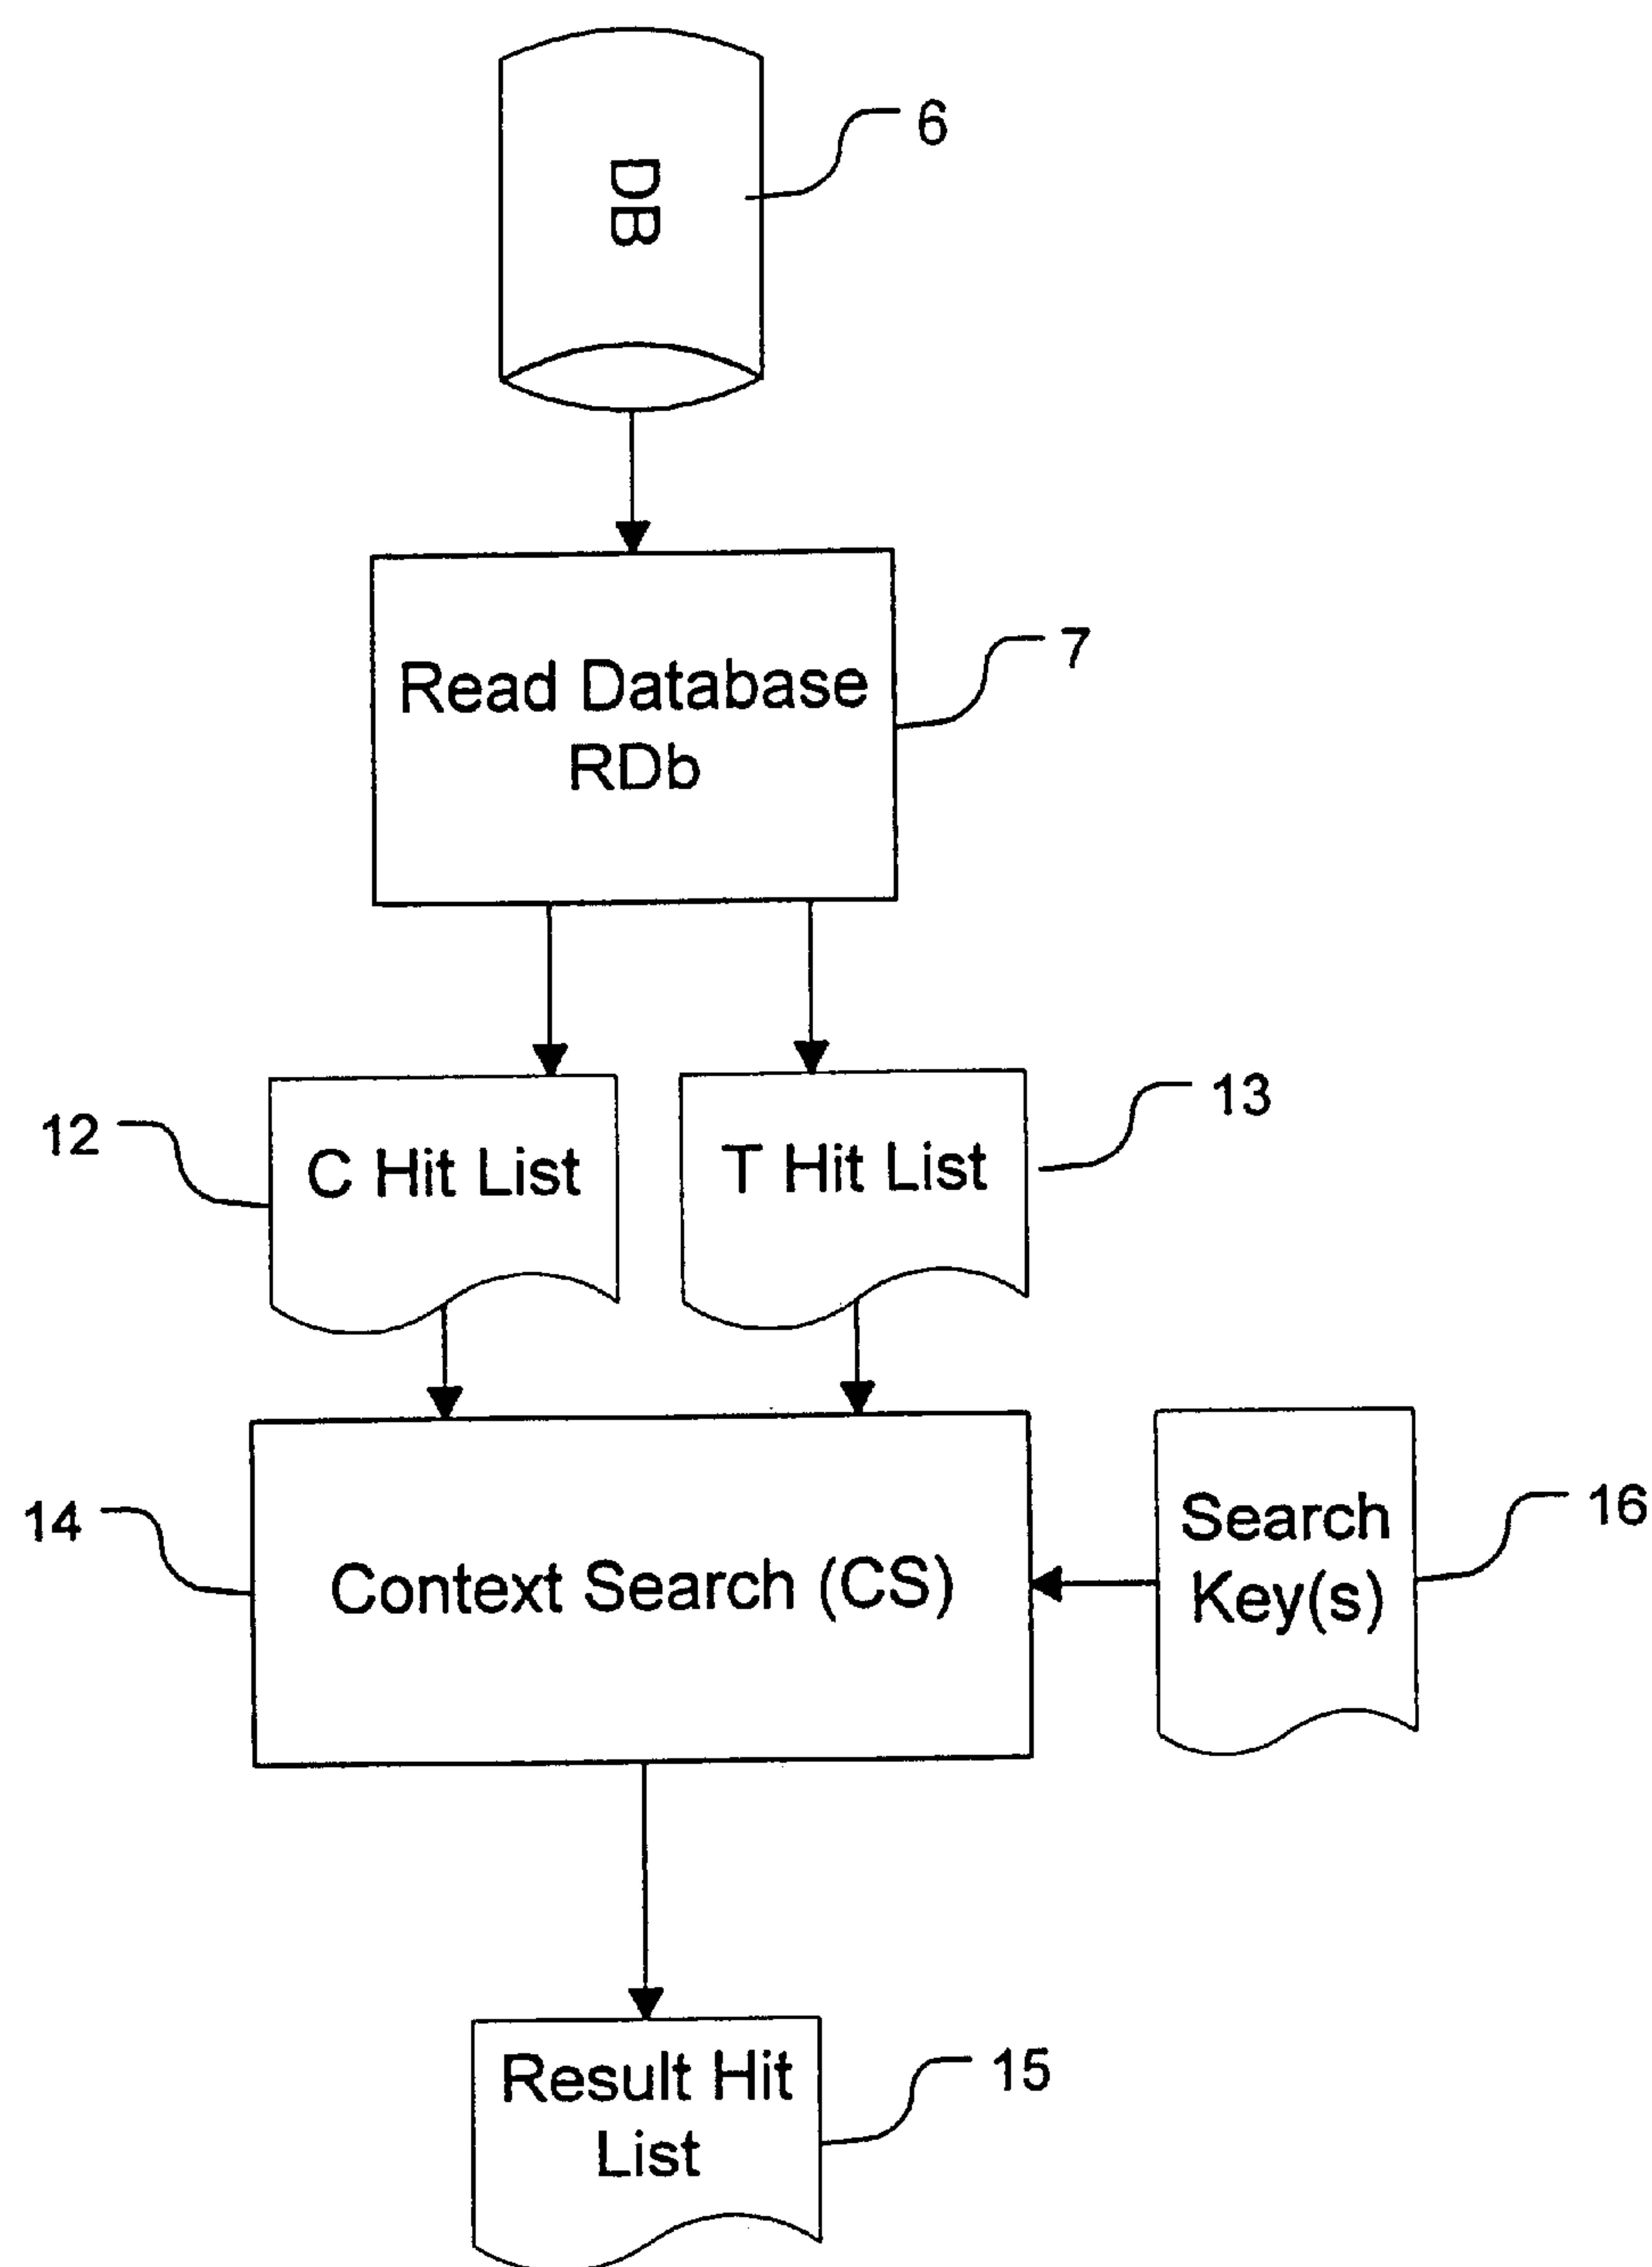 DB
6
Read Database
RDb
7
12
C Hit List
T Hit List
13
14
Context Search (CS)
Search
Key(s)
16
Result Hit
List
15